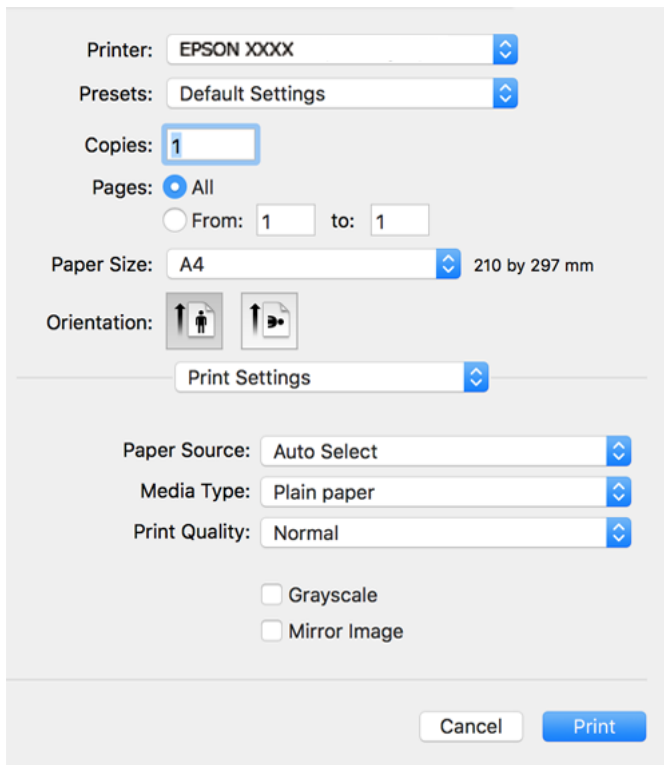 Printer: EPSON XXXX
Presets: Default Settings
Copies: 1
Pages: All
From: 1 to: 1
Paper Size: A4 210 by 297 mm
Orientation:
Print Settings
Paper Source: Auto Select
Media Type: Plain paper
Print Quality: Normal
Grayscale
Mirror Image
Cancel Print